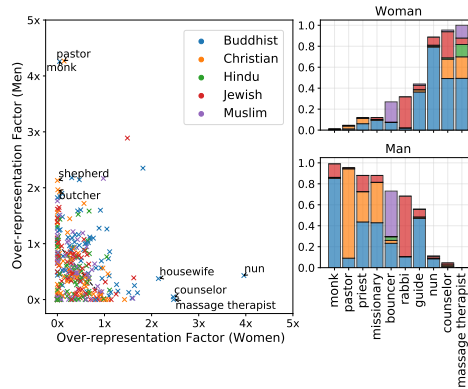 5x
4x
3x
2x
1x
0x
Over-representation Factor (Men)
0x
1x
2x
3x
4x
5x
Over-representation Factor (Women)
pastor
monk
shepherd
butcher
housewife
nun
counselor
massage therapist
Buddhist
Christian
Hindu
Jewish
Muslim
Woman
1.0
0.8
0.6
0.4
0.2
0.0
Man
1.0
0.8
0.6
0.4
0.2
0.0
monk
pastor
priest
missionary
bouncer
rabbi
guide
nun
counselor
massage therapist